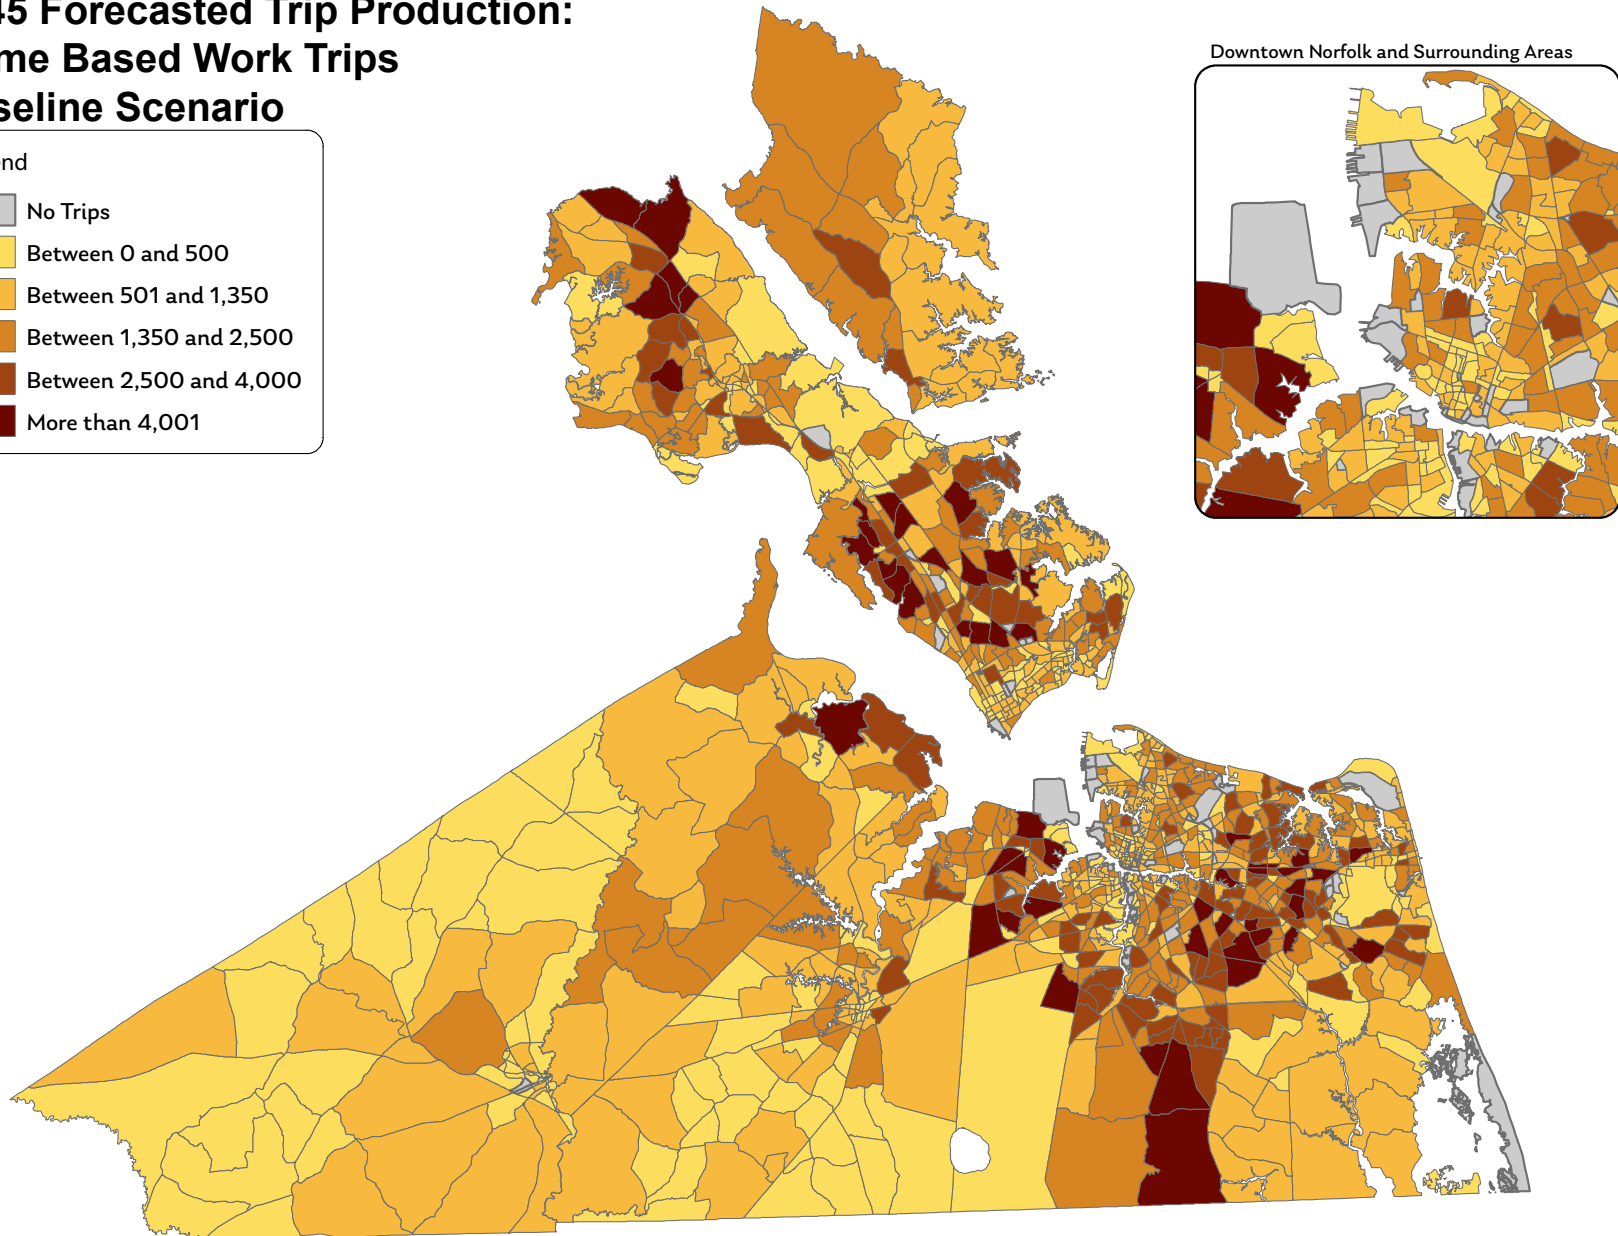 45 Forecasted Trip Production:
me Based Work Trips
seline Scenario
Downtown Norfolk and Surrounding Areas
nd
No Trips
Between 0 and 500
Between 501 and 1,350
Between 1,350 and 2,500
Between 2,500 and 4,000
More than 4,001